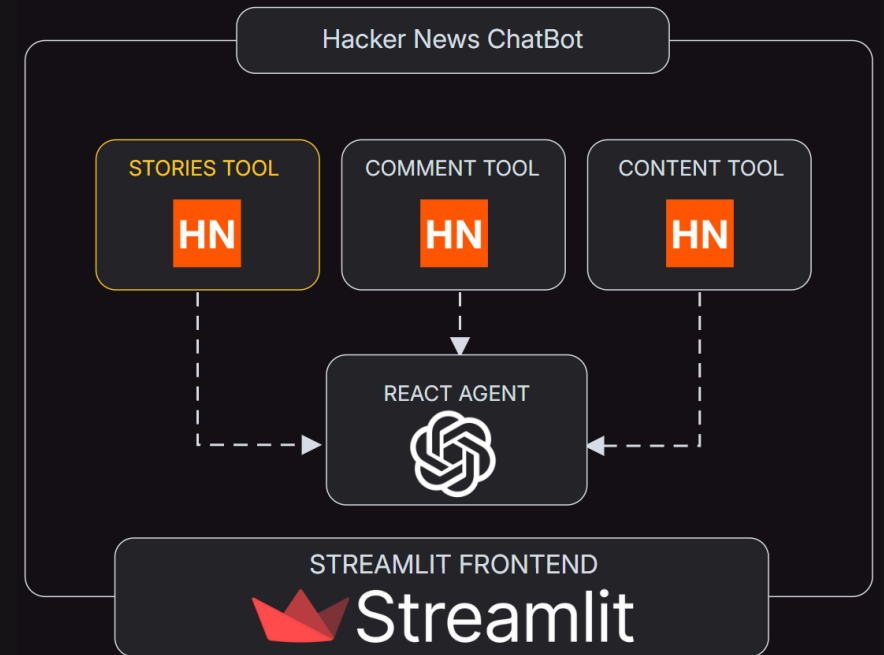 Hacker News ChatBot
STORIES TOOL
HN
COMMENT TOOL
HN
CONTENT TOOL
HN
REACT AGENT
STREAMLIT FRONTEND
Streamlit